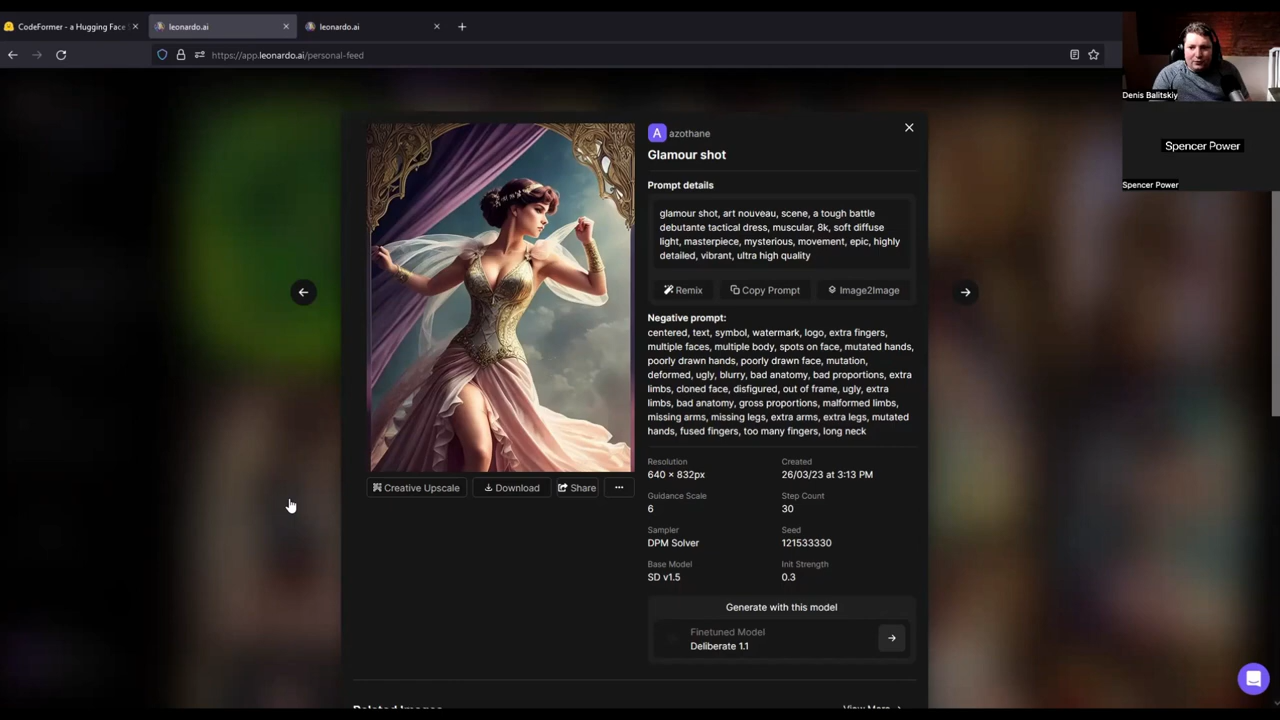 CodeFormer - a Hugging Face
leonardo.ai
leonardo.ai
https://app.leonardo.ai/personal-feed
Denis Balitskiy
Spencer Power
Spencer Power
A azothane
Glamour shot
Prompt details
glamour shot, art nouveau, scene, a tough battle
debutante tactical dress, muscular, 8k, soft diffuse
light, masterpiece, mysterious, movement, epic, highly
detailed, vibrant, ultra high quality
Remix Copy Prompt Image2Image
Negative prompt:
centered, text, symbol, watermark, logo, extra fingers,
multiple faces, multiple body, spots on face, mutated hands,
poorly drawn hands, poorly drawn face, mutation,
deformed, ugly, blurry, bad anatomy, bad proportions, extra
limbs, cloned face, disfigured, out of frame, ugly, extra
limbs, bad anatomy, gross proportions, malformed limbs,
missing arms, missing legs, extra arms, extra legs, mutated
hands, fused fingers, too many fingers, long neck
Resolution Created
640 × 832px 26/03/23 at 3:13 PM
Guidance Scale Step Count
6 30
Sampler Seed
DPM Solver 121533330
Base Model Init Strength
SD v1.5 0.3
Creative Upscale Download Share
Generate with this model
Finetuned Model
Deliberate 1.1
Related Images View More